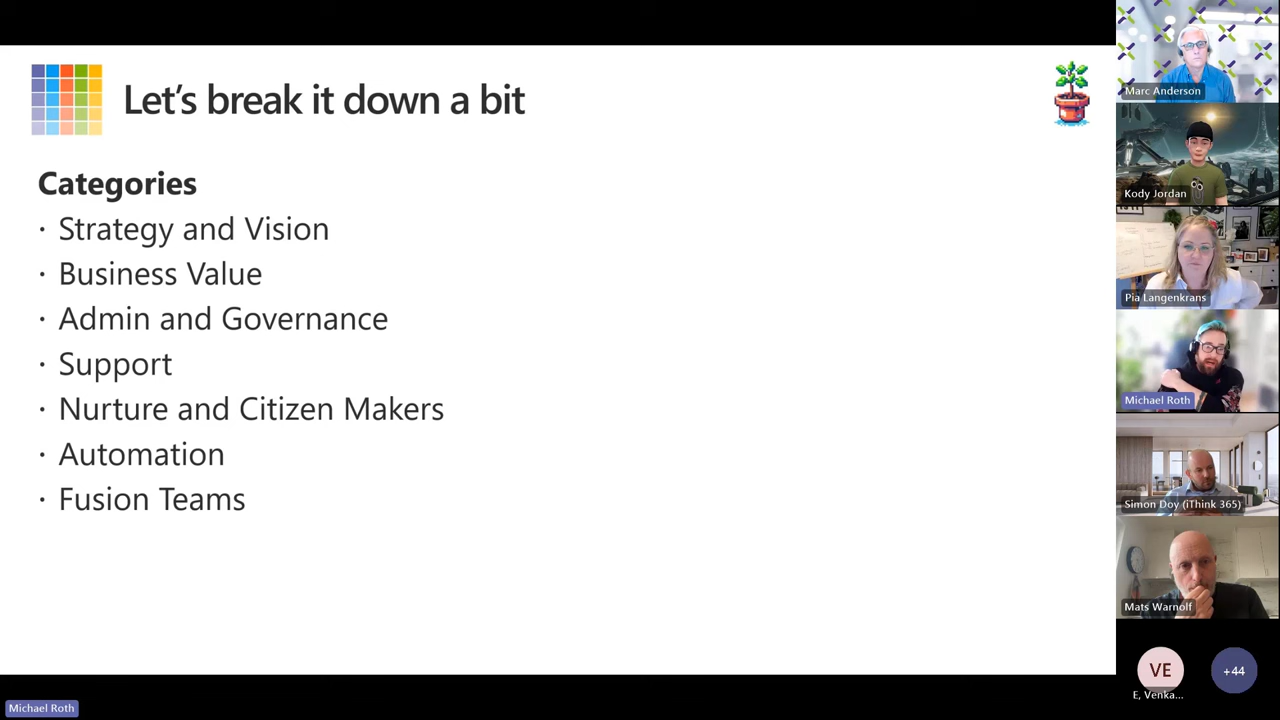 Let's break it down a bit
Categories
· Strategy and Vision
· Business Value
· Admin and Governance
· Support
· Nurture and Citizen Makers
· Automation
· Fusion Teams
Marc Anderson
Kody Jordan
Pia Langenkrans
Michael Roth
Simon Doy (iThink 365)
Mats Warnolf
VE
E, Venka...
+44
Michael Roth